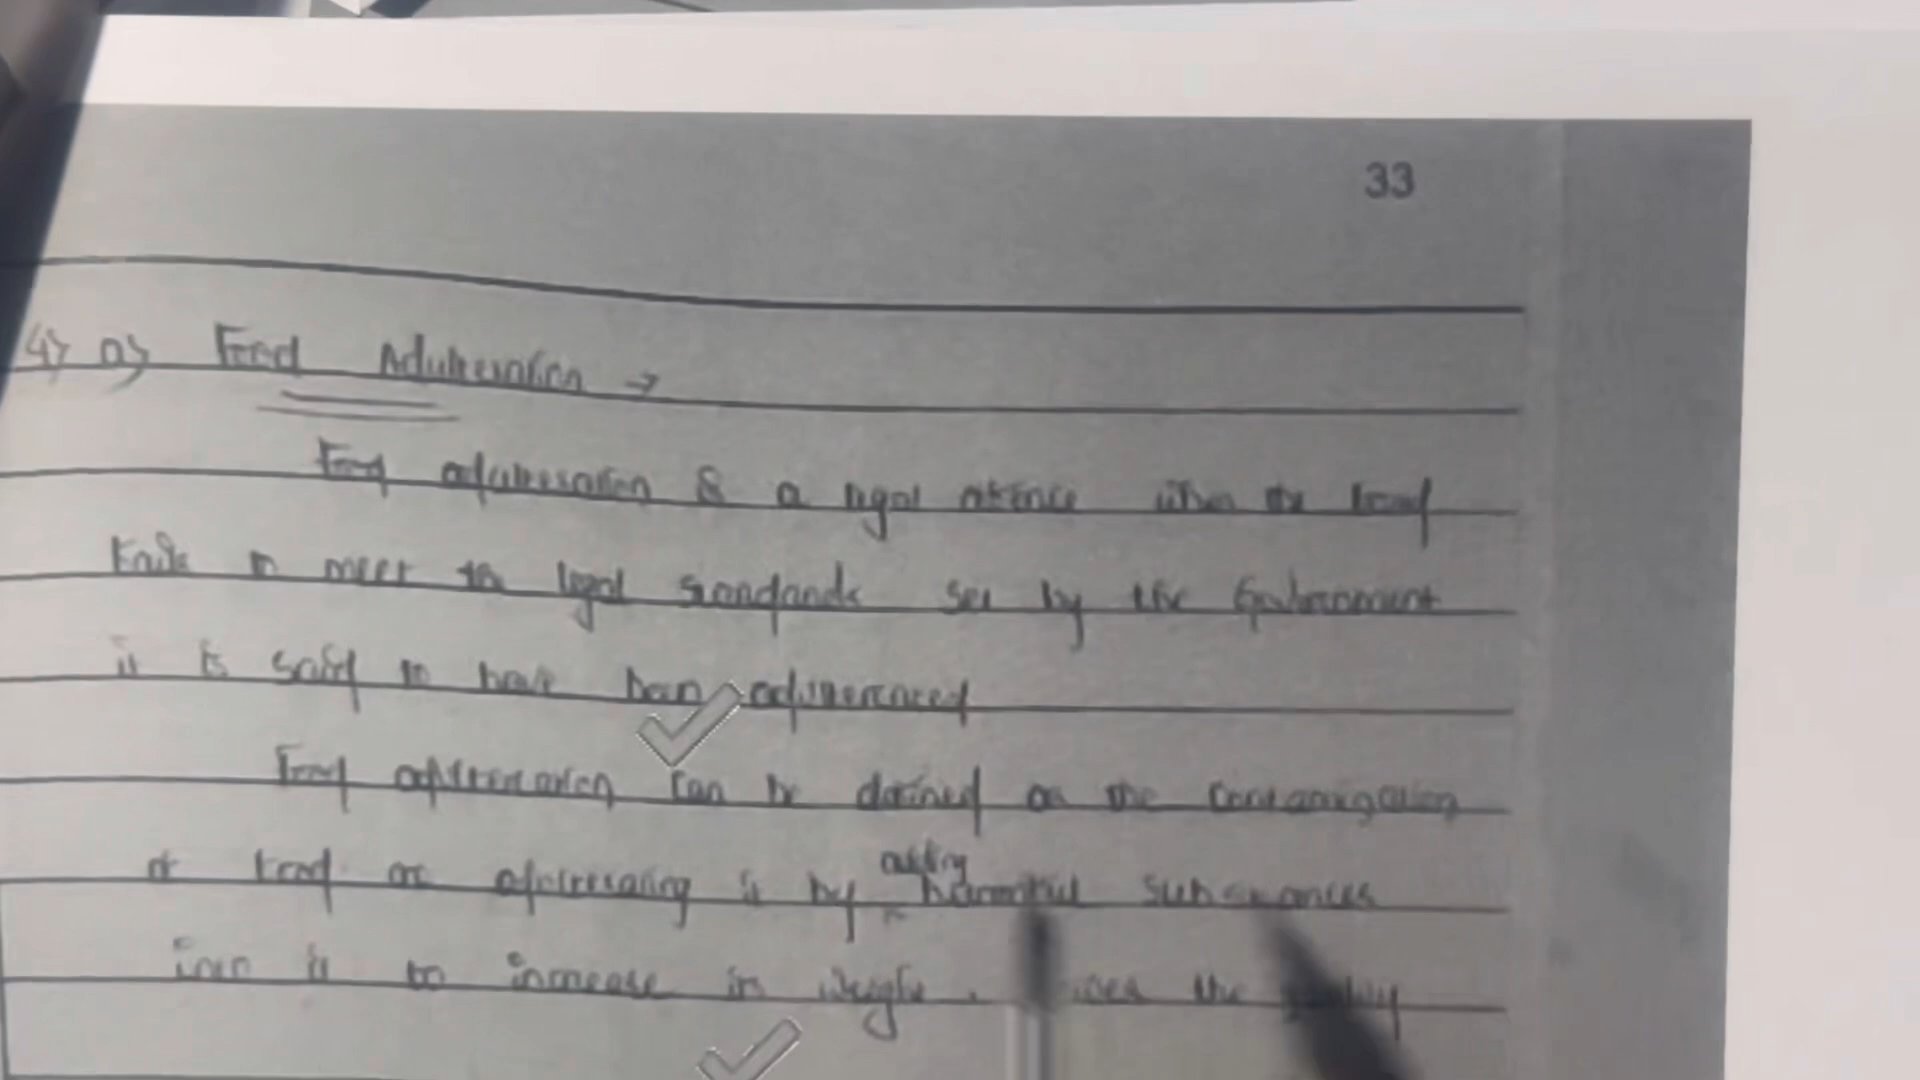 33
4) a) Food Adulteration →
Food adulteration is a legal offence when the food
fails to meet the legal standards set by the Government
it is said to have been adulterated
Food adulteration can be defined as the contamination
of food or adulterating it by adding harmful substances
into it to increase its weight, the